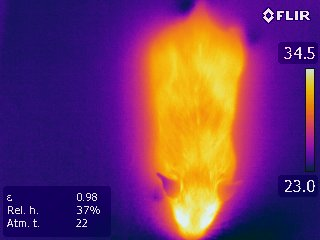 FLIR
34.5
23.0
ε 0.98
Rel. h. 37%
Atm. t. 22